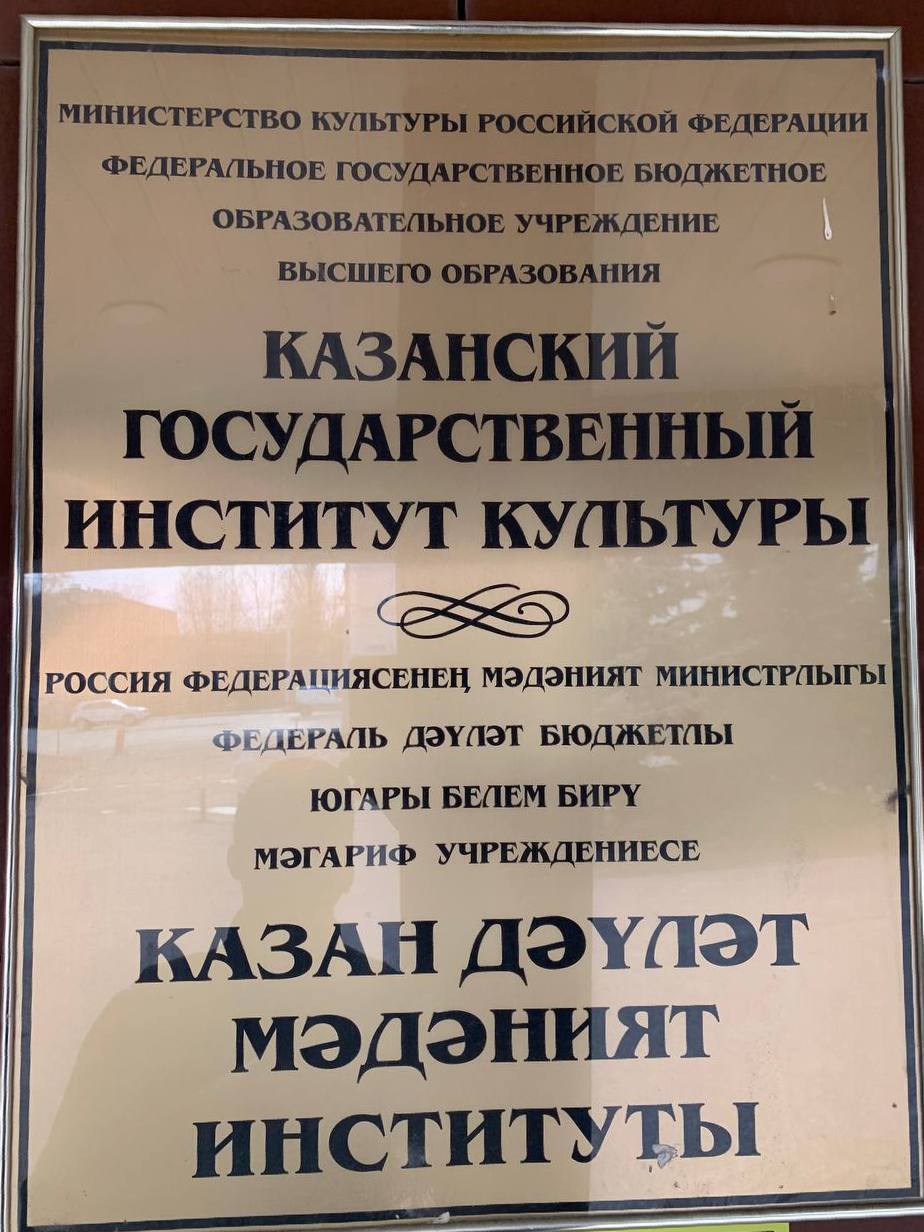 МИНИСТЕРСТВО КУЛЬТУРЫ РОССИЙСКОЙ ФЕДЕРАЦИИ
ФЕДЕРАЛЬНОЕ ГОСУДАРСТВЕННОЕ БЮДЖЕТНОЕ
ОБРАЗОВАТЕЛЬНОЕ УЧРЕЖДЕНИЕ
ВЫСШЕГО ОБРАЗОВАНИЯ
КАЗАНСКИЙ
ГОСУДАРСТВЕННЫЙ
ИНСТИТУТ КУЛЬТУРЫ
РОССИЯ ФЕДЕРАЦИЯСЕНЕҢ МӘДӘНИЯТ МИНИСТРЛЫГЫ
ФЕДЕРАЛЬ ДӘҮЛӘТ БЮДЖЕТЛЫ
ЮГАРЫ БЕЛЕМ БИРҮ
МӘГАРИФ УЧРЕЖДЕНИЕСЕ
КАЗАН ДӘҮЛӘТ
МӘДӘНИЯТ
ИНСТИТУТЫ